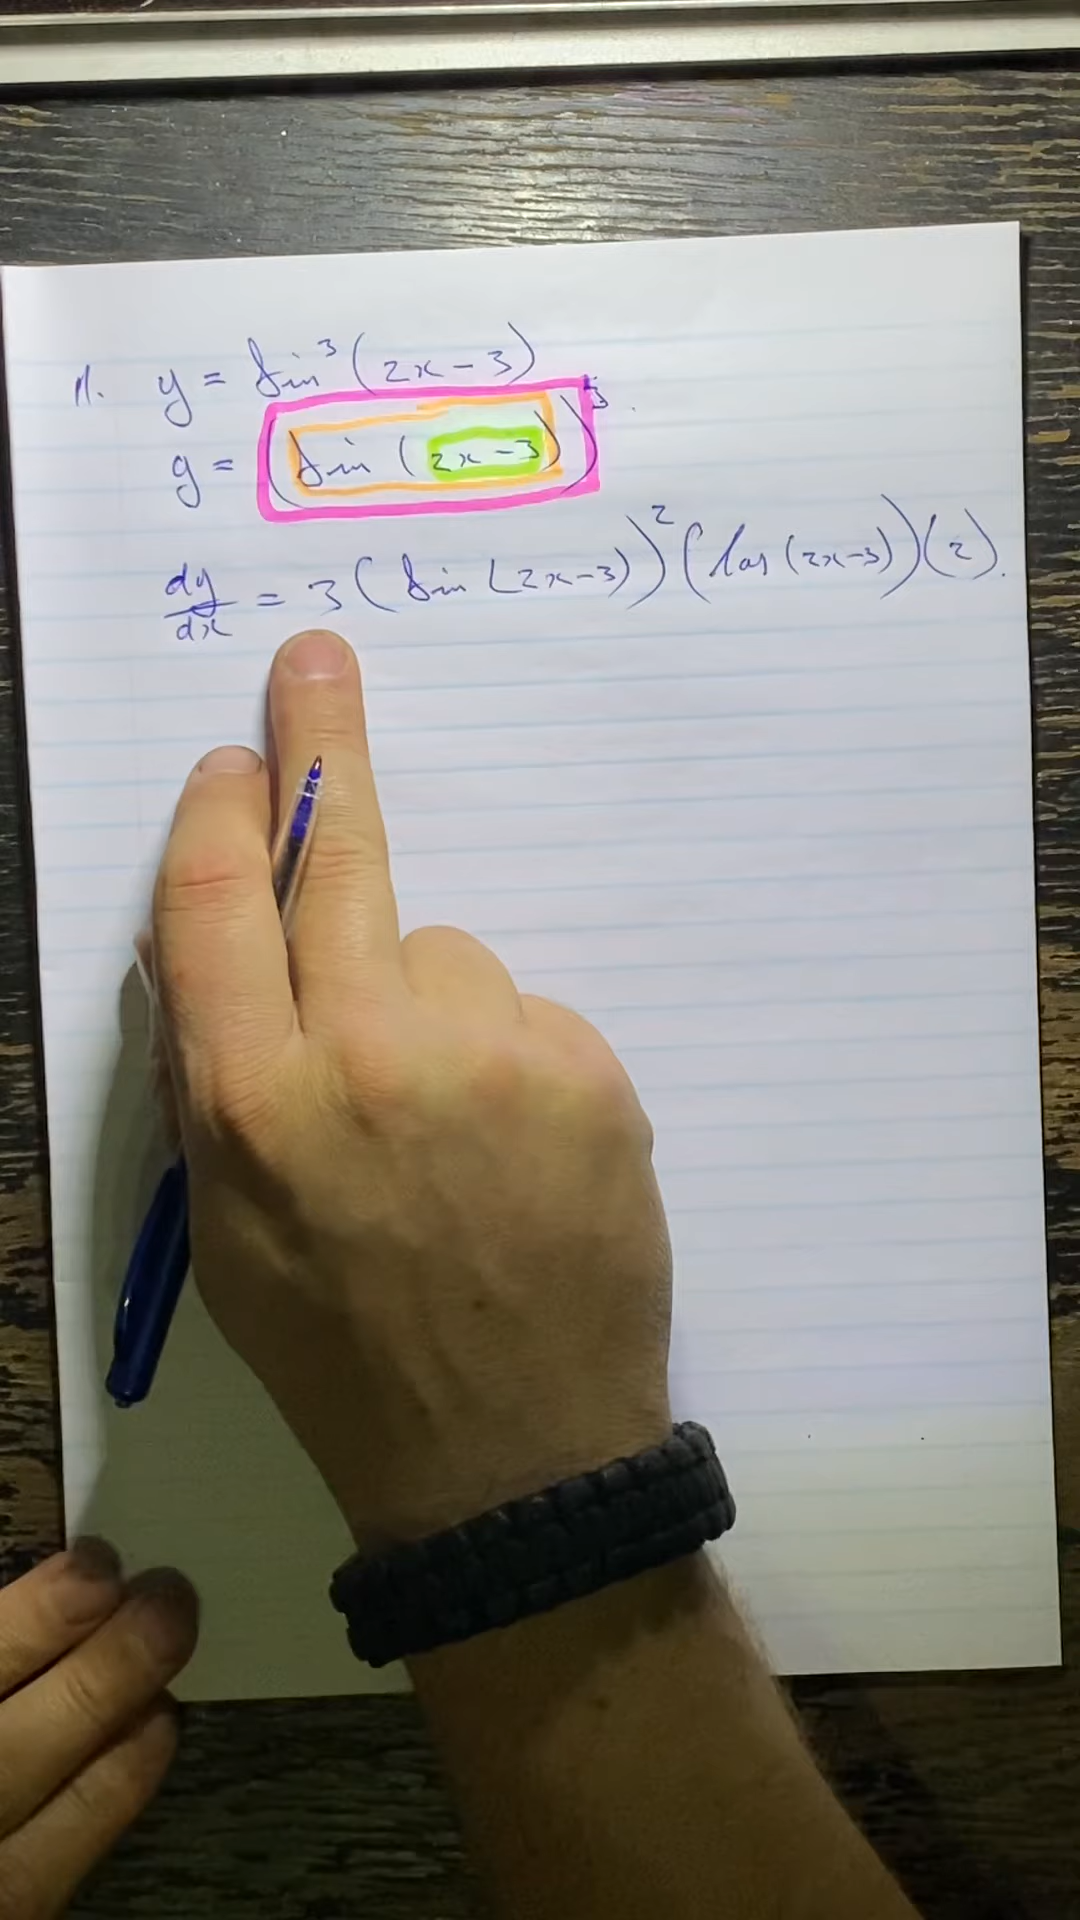 11. y = sin³(2x-3)
y = (sin(2x-3))³
dy/dx = 3(sin(2x-3))²(cos(2x-3))(2).